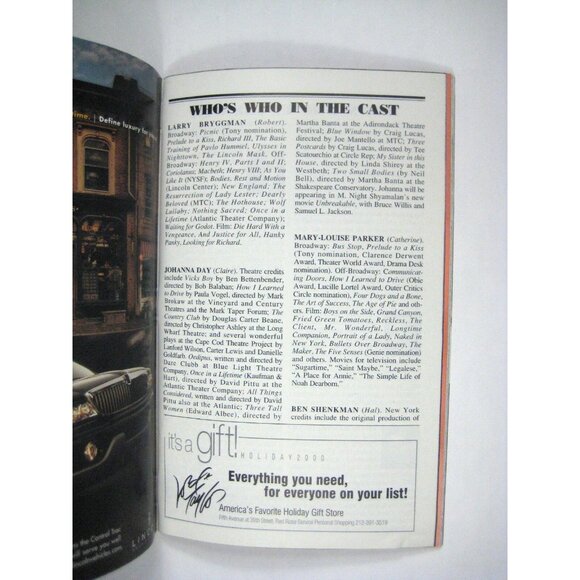 time. | Define luxury for you
WHO'S WHO IN THE CAST
LARRY BRYGGMAN (Robert).
Broadway: Picnic (Tony nomination),
Prelude to a Kiss, Richard III, The Basic
Training of Pavlo Hummel, Ulysses in
Nighttown, The Lincoln Mask. Off-
Broadway: Henry IV, Parts I and II;
Coriolanus; Macbeth; Henry VIII; As You
Like It (NYSF); Bodies, Rest and Motion
(Lincoln Center); New England; The
Resurrection of Lady Lester; Dearly
Beloved (MTC); The Hothouse; Wolf
Lullaby; Nothing Sacred; Once in a
Lifetime (Atlantic Theater Company);
Waiting for Godot. Film: Die Hard With a
Vengeance, And Justice for All, Hanky
Panky, Looking for Richard.
JOHANNA DAY (Claire). Theatre credits
include Vicks Boy by Ben Bettenbender,
directed by Bob Balaban; How I Learned
to Drive by Paula Vogel, directed by Mark
Brokaw at the Vineyard and Century
Theatres and the Mark Taper Forum; The
Country Club by Douglas Carter Beane,
directed by Christopher Ashley at the Long
Wharf Theatre; and several wonderful
plays at the Cape Cod Theatre Project by
Lanford Wilson, Carter Lewis and Danielle
Goldfarb. Oedipus, written and directed by
Dare Clubb at Blue Light Theatre
Company, Once in a Lifetime (Kaufman &
Hart), directed by David Pittu at the
Atlantic Theater Company; All Things
Considered, written and directed by David
Pittu also at the Atlantic; Three Tall
Women (Edward Albee), directed by
Martha Banta at the Adirondack Theatre
Festival; Blue Window by Craig Lucas,
directed by Joe Mantello at MTC; Three
Postcards by Craig Lucas, directed by Tee
Scatuorchio at Circle Rep; My Sister in this
House, directed by Linda Shirey at the
Westbeth; Two Small Bodies (by Neil
Bell), directed by Martha Banta at the
Shakespeare Conservatory. Johanna will be
appearing in M. Night Shyamalan's new
movie Unbreakable, with Bruce Willis and
Samuel L. Jackson.
MARY-LOUISE PARKER (Catherine).
Broadway: Bus Stop, Prelude to a Kiss
(Tony nomination, Clarence Derwent
Award, Theater World Award, Drama Desk
nomination). Off-Broadway: Communicat-
ing Doors, How I Learned to Drive (Obie
Award, Lucille Lortel Award, Outer Critics
Circle nomination), Four Dogs and a Bone,
The Art of Success, The Age of Pie and oth-
ers. Film: Boys on the Side, Grand Canyon,
Fried Green Tomatoes, Reckless, The
Client, Mr. Wonderful, Longtime
Companion, Portrait of a Lady, Naked in
New York, Bullets Over Broadway, The
Maker, The Five Senses (Genie nomination)
and others. Movies for television include
"Sugartime," "Saint Maybe," "Legalese,"
"A Place for Annie," "The Simple Life of
Noah Dearborn."
BEN SHENKMAN (Hal). New York
credits include the original production of
it's a gift! HOLIDAY 2000
Lord & Taylor
Everything you need,
for everyone on your list!
America's Favorite Holiday Gift Store
Fifth Avenue at 39th Street, Red Rose Service Personal Shopping 212-391-3519
LIN